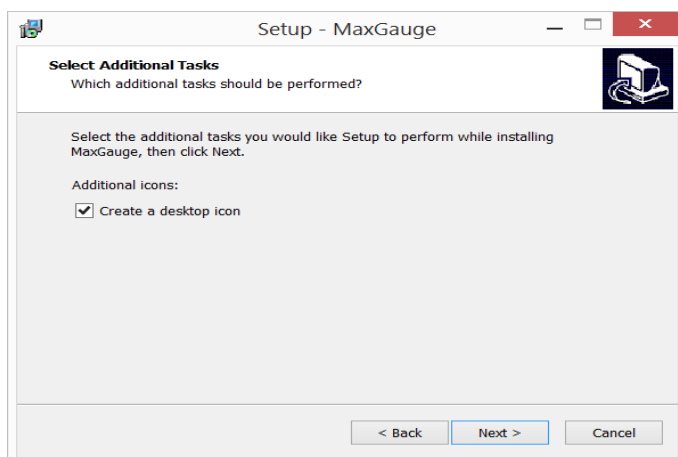 Setup - MaxGauge
Select Additional Tasks
Which additional tasks should be performed?
Select the additional tasks you would like Setup to perform while installing
MaxGauge, then click Next.
Additional icons:
Create a desktop icon
< Back
Next >
Cancel